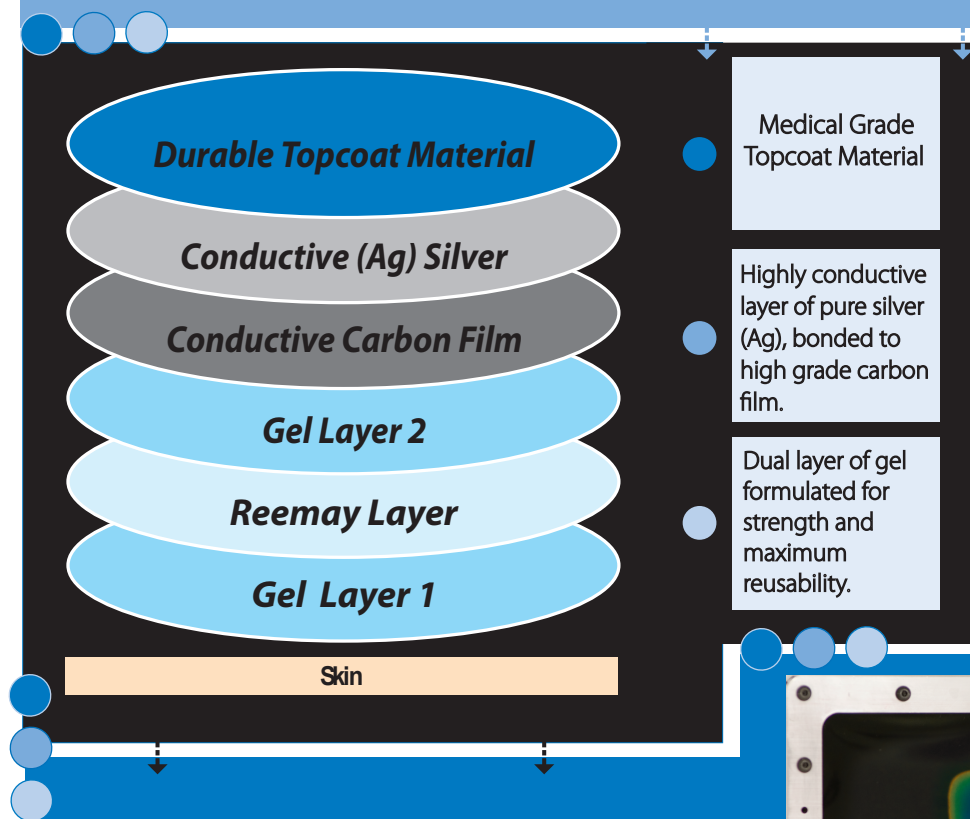 Durable Topcoat Material
Conductive (Ag) Silver
Conductive Carbon Film
Gel Layer 2
Reemay Layer
Gel Layer 1
Skin
Medical Grade
Topcoat Material
Highly conductive
layer of pure silver
(Ag), bonded to
high grade carbon
film.
Dual layer of gel
formulated for
strength and
maximum
reusability.